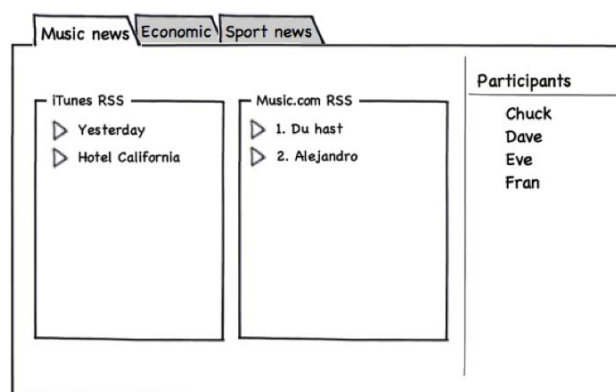 Music news
Economic
Sport news
iTunes RSS
Yesterday
Hotel California
Music.com RSS
1. Du hast
2. Alejandro
Participants
Chuck
Dave
Eve
Fran